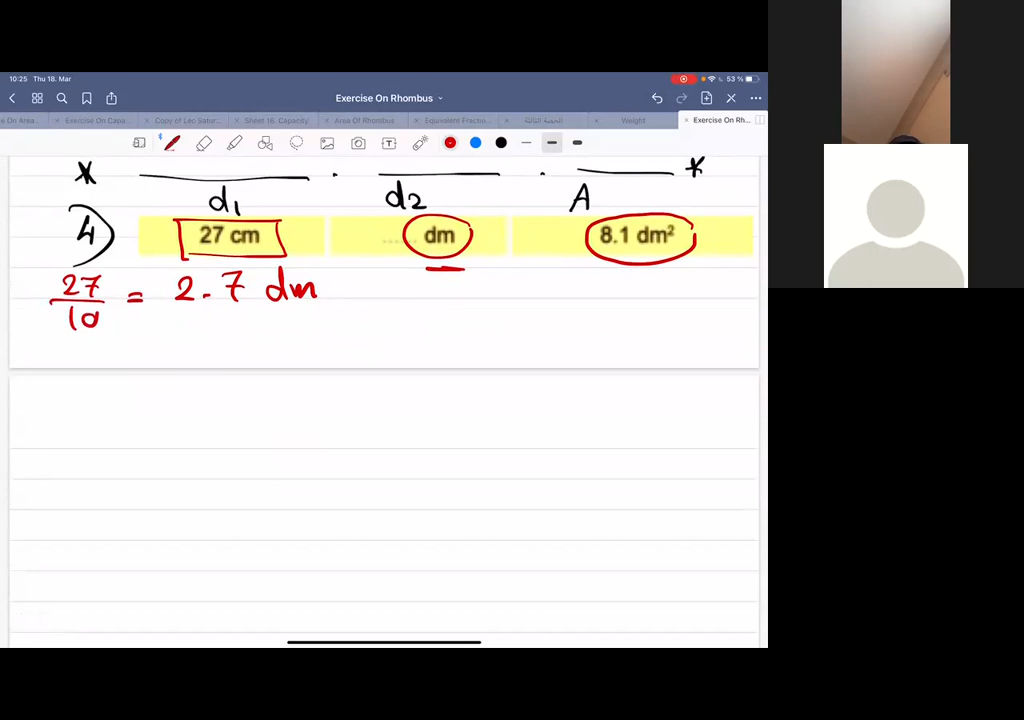 10:25 Thu 18. Mar
53 %
Exercise On Rhombus
Exercise On Capa...
Copy of Lec Satur...
Sheet 16. Capacity
Area Of Rhombus
Equivalent Fractio...
Weight
Exercise On Rh...
* . . *
d1 d2 A
4) 27 cm ...... dm 8.1 dm²
27/10 = 2.7 dm